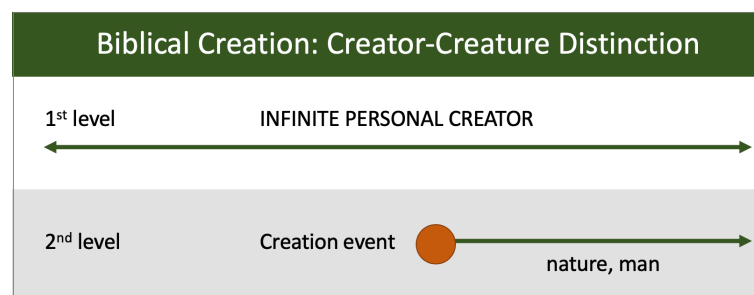 Biblical Creation: Creator-Creature Distinction
1st level INFINITE PERSONAL CREATOR
2nd level Creation event
nature, man